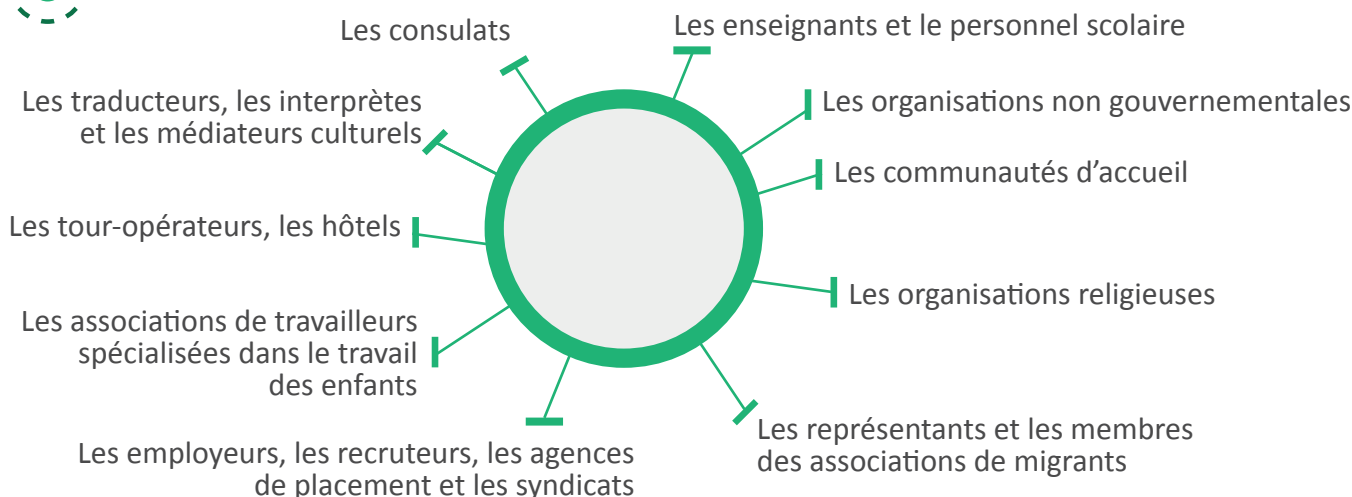 Les consulats
Les enseignants et le personnel scolaire
Les traducteurs, les interprètes
et les médiateurs culturels
Les organisations non gouvernementales
Les communautés d’accueil
Les tour-opérateurs, les hôtels
Les organisations religieuses
Les associations de travailleurs
spécialisées dans le travail
des enfants
Les représentants et les membres
des associations de migrants
Les employeurs, les recruteurs, les agences
de placement et les syndicats